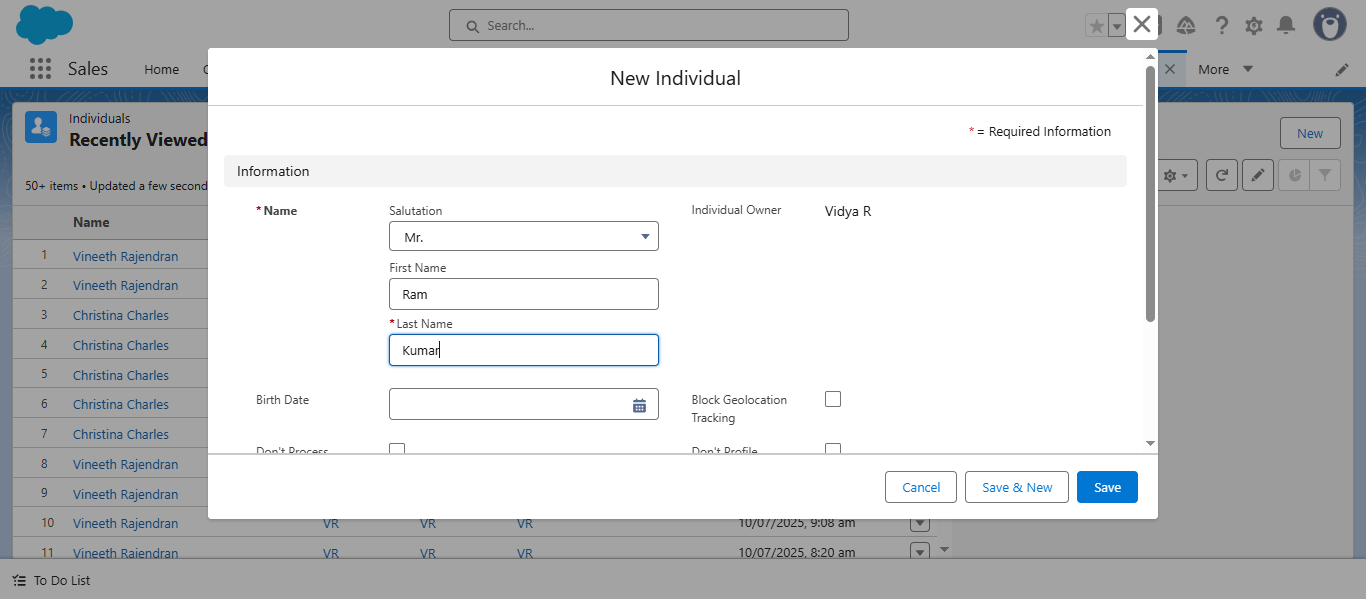 Search...
Sales
Home
More
New Individual
* = Required Information
Information
Individuals
Recently Viewed
New
50+ items • Updated a few second
Name
1 Vineeth Rajendran
2 Vineeth Rajendran
3 Christina Charles
4 Christina Charles
5 Christina Charles
6 Christina Charles
7 Christina Charles
8 Vineeth Rajendran
9 Vineeth Rajendran
10 Vineeth Rajendran VR VR VR 10/07/2025, 9:08 am
11 Vineeth Rajendran VR VR VR 10/07/2025, 8:20 am
* Name
Salutation
Mr.
First Name
Ram
* Last Name
Kumar
Individual Owner
Vidya R
Birth Date
Block Geolocation
Tracking
Don't Process
Don't Profile
Cancel
Save & New
Save
To Do List